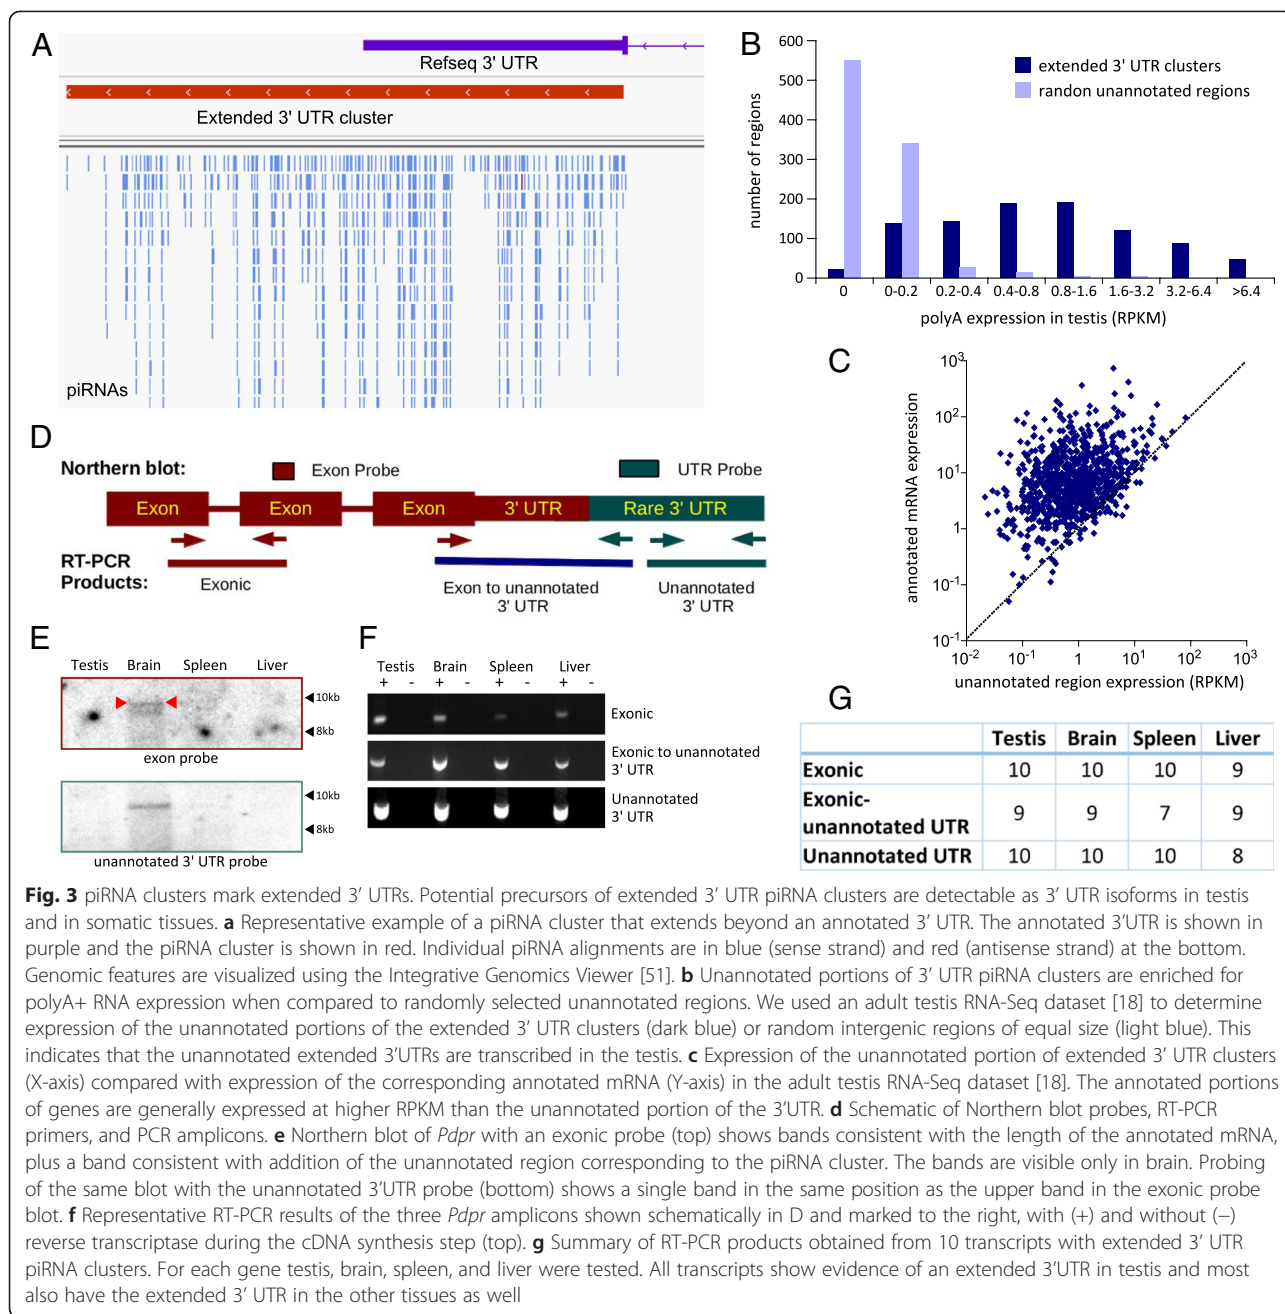 A
Refseq 3' UTR
Extended 3' UTR cluster
piRNAs
B
600
500
400
300
200
100
0
number of regions
extended 3' UTR clusters
randon unannotated regions
0
0-0.2
0.2-0.4
0.4-0.8
0.8-1.6
1.6-3.2
3.2-6.4
>6.4
polyA expression in testis (RPKM)
C
10³
10²
10¹
1
10⁻¹
10⁻¹
annotated mRNA expression
10⁻²
10⁻¹
1
10¹
10²
10³
unannotated region expression (RPKM)
D
Northern blot:
Exon Probe
UTR Probe
Exon
Exon
Exon
3' UTR
Rare 3' UTR
RT-PCR
Products:
Exonic
Exon to unannotated
3' UTR
Unannotated
3' UTR
E
Testis Brain Spleen Liver
10kb
8kb
exon probe
10kb
8kb
unannotated 3' UTR probe
F
Testis Brain Spleen Liver
+ - + - + - + -
Exonic
Exonic to unannotated
3' UTR
Unannotated
3' UTR
G
Testis Brain Spleen Liver
Exonic 10 10 10 9
Exonic-
unannotated UTR 9 9 7 9
Unannotated UTR 10 10 10 8
Fig. 3 piRNA clusters mark extended 3' UTRs. Potential precursors of extended 3' UTR piRNA clusters are detectable as 3' UTR isoforms in testis
and in somatic tissues. a Representative example of a piRNA cluster that extends beyond an annotated 3' UTR. The annotated 3'UTR is shown in
purple and the piRNA cluster is shown in red. Individual piRNA alignments are in blue (sense strand) and red (antisense strand) at the bottom.
Genomic features are visualized using the Integrative Genomics Viewer [51]. b Unannotated portions of 3' UTR piRNA clusters are enriched for
polyA+ RNA expression when compared to randomly selected unannotated regions. We used an adult testis RNA-Seq dataset [18] to determine
expression of the unannotated portions of the extended 3' UTR clusters (dark blue) or random intergenic regions of equal size (light blue). This
indicates that the unannotated extended 3'UTRs are transcribed in the testis. c Expression of the unannotated portion of extended 3' UTR clusters
(X-axis) compared with expression of the corresponding annotated mRNA (Y-axis) in the adult testis RNA-Seq dataset [18]. The annotated portions
of genes are generally expressed at higher RPKM than the unannotated portion of the 3'UTR. d Schematic of Northern blot probes, RT-PCR
primers, and PCR amplicons. e Northern blot of Pdpr with an exonic probe (top) shows bands consistent with the length of the annotated mRNA,
plus a band consistent with addition of the unannotated region corresponding to the piRNA cluster. The bands are visible only in brain. Probing
of the same blot with the unannotated 3'UTR probe (bottom) shows a single band in the same position as the upper band in the exonic probe
blot. f Representative RT-PCR results of the three Pdpr amplicons shown schematically in D and marked to the right, with (+) and without (−)
reverse transcriptase during the cDNA synthesis step (top). g Summary of RT-PCR products obtained from 10 transcripts with extended 3' UTR
piRNA clusters. For each gene testis, brain, spleen, and liver were tested. All transcripts show evidence of an extended 3'UTR in testis and most
also have the extended 3' UTR in the other tissues as well